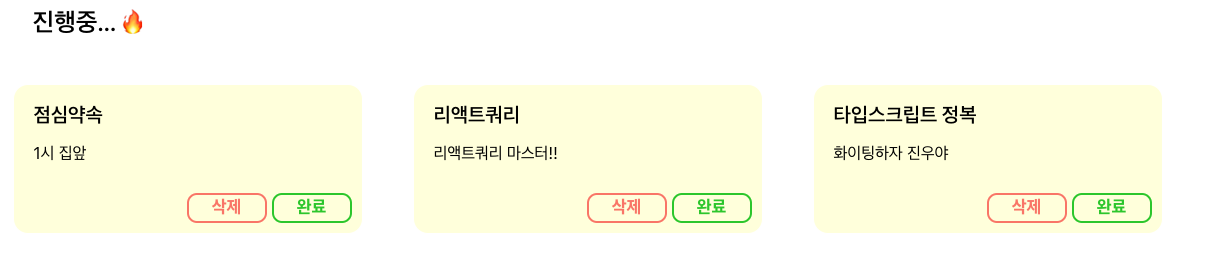 진행중... 🔥
점심약속
1시 집앞
삭제 완료
리액트쿼리
리액트쿼리 마스터!!
삭제 완료
타입스크립트 정복
화이팅하자 진우야
삭제 완료